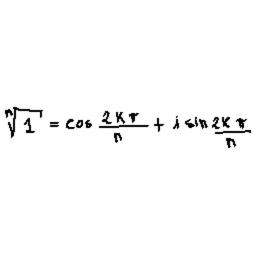 ⁿ√1 = cos 2kπ/n + i sin 2kπ/n